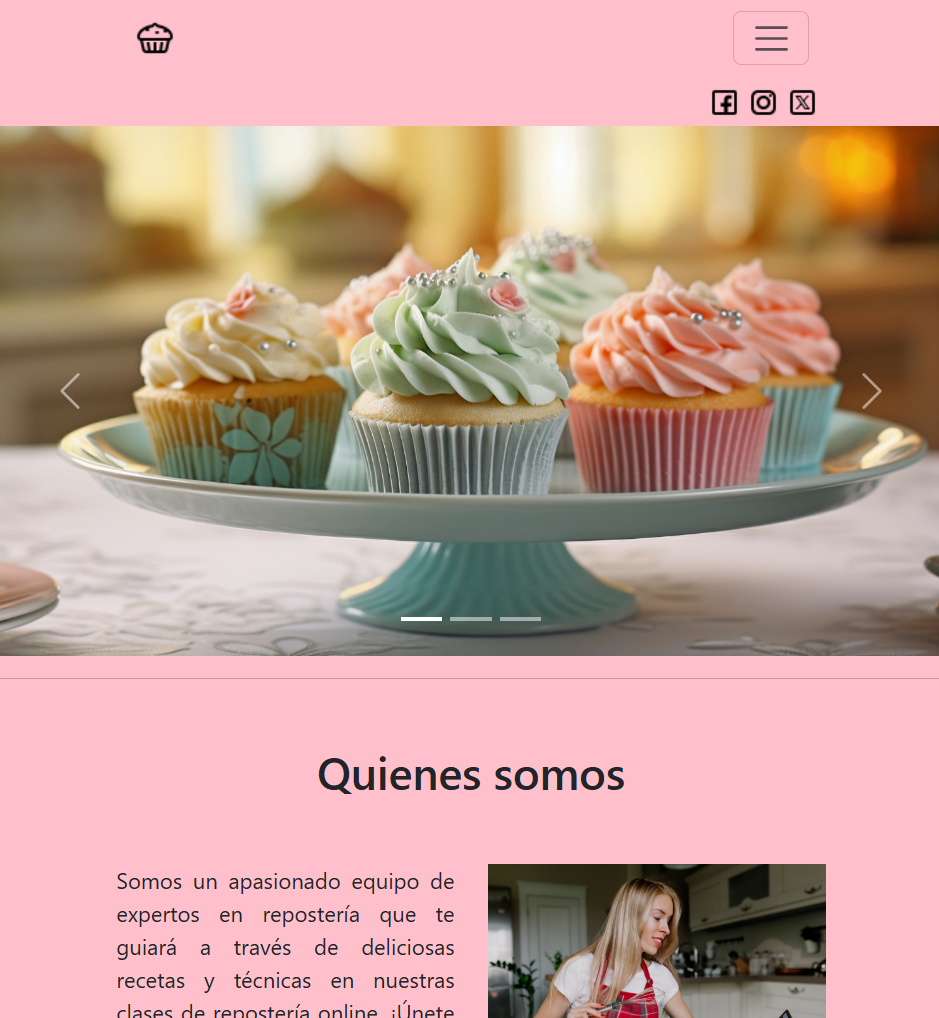 Quienes somos
Somos un apasionado equipo de
expertos en repostería que te
guiará a través de deliciosas
recetas y técnicas en nuestras
clases de repostería online. ¡Únete